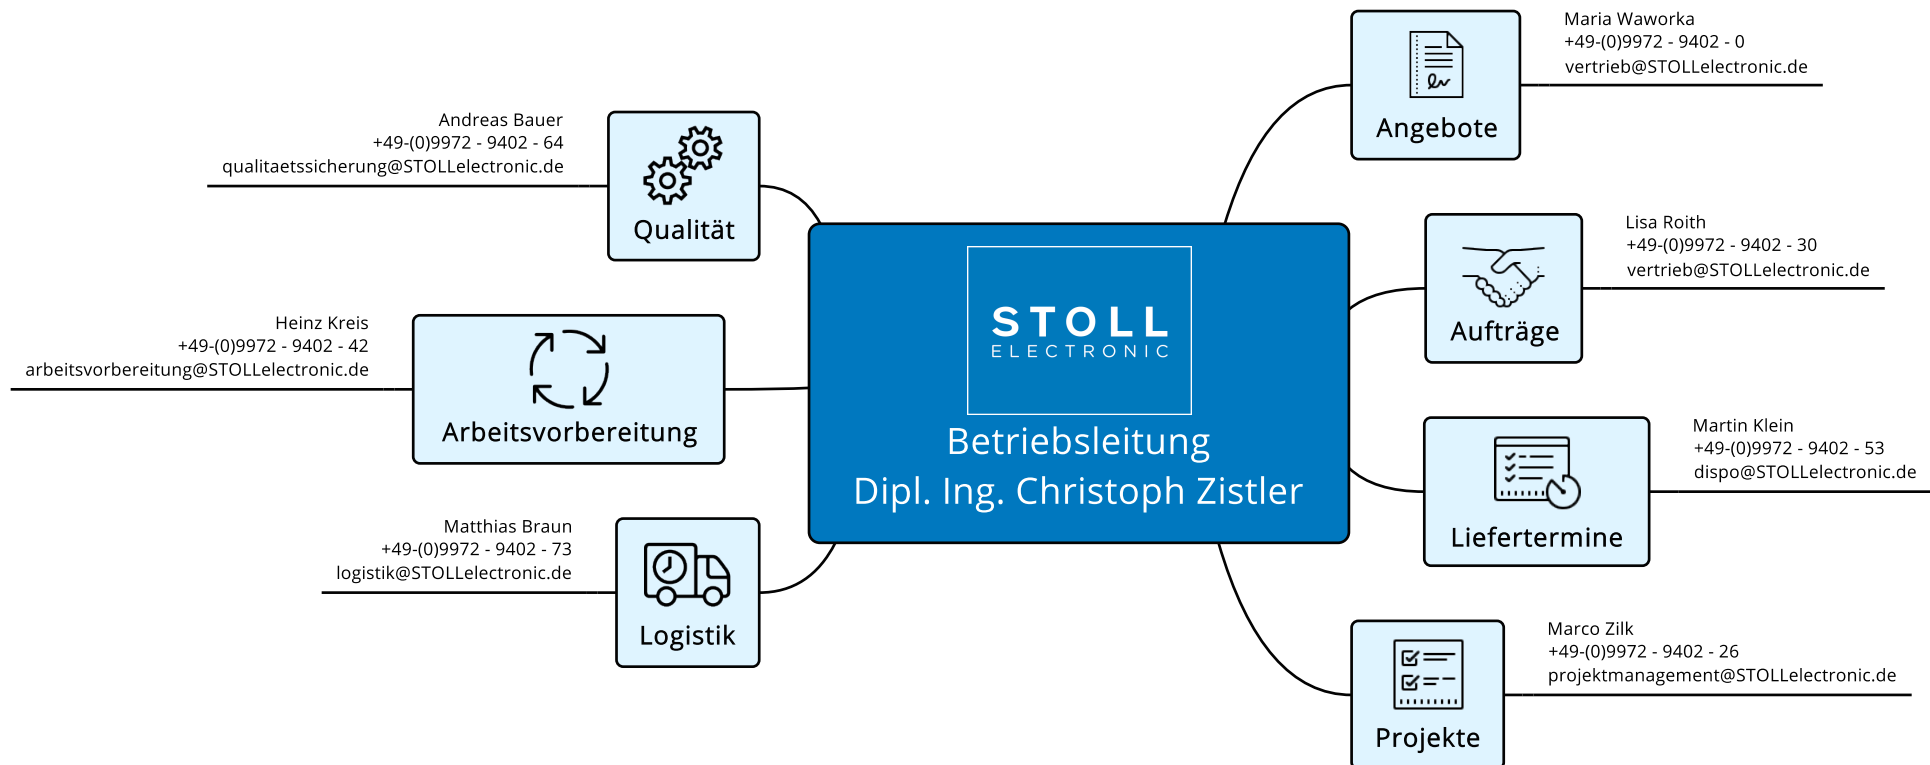 Maria Waworka
+49-(0)9972 - 9402 - 0
vertrieb@STOLLelectronic.de
Angebote
Andreas Bauer
+49-(0)9972 - 9402 - 64
qualitaetssicherung@STOLLelectronic.de
Qualität
Lisa Roith
+49-(0)9972 - 9402 - 30
vertrieb@STOLLelectronic.de
Aufträge
STOLL
ELECTRONIC
Betriebsleitung
Dipl. Ing. Christoph Zistler
Heinz Kreis
+49-(0)9972 - 9402 - 42
arbeitsvorbereitung@STOLLelectronic.de
Arbeitsvorbereitung
Martin Klein
+49-(0)9972 - 9402 - 53
dispo@STOLLelectronic.de
Liefertermine
Matthias Braun
+49-(0)9972 - 9402 - 73
logistik@STOLLelectronic.de
Logistik
Marco Zilk
+49-(0)9972 - 9402 - 26
projektmanagement@STOLLelectronic.de
Projekte